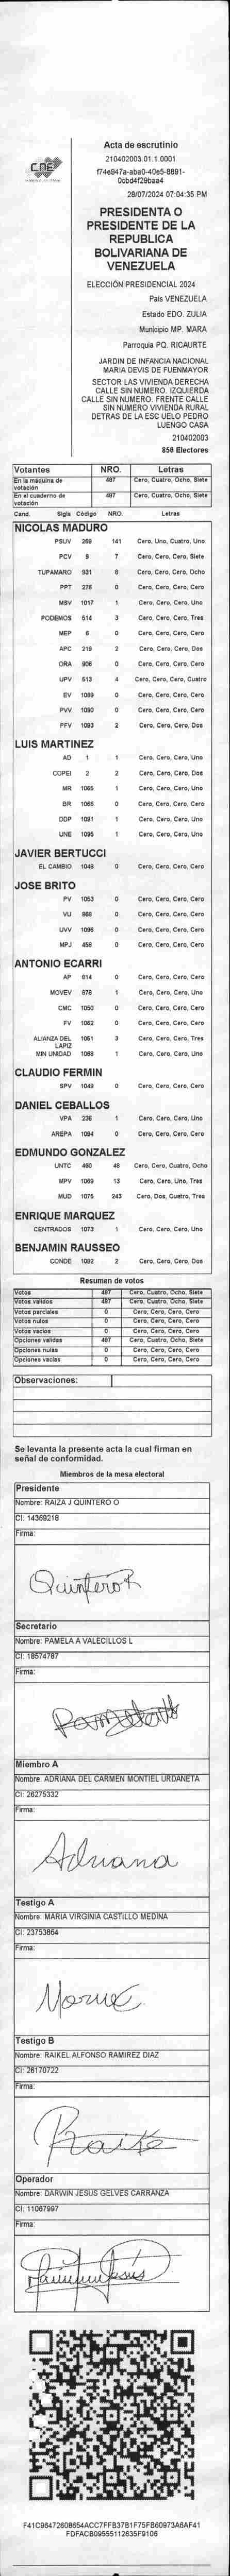 CNE
Acta de escrutinio
210402003.01.1.0001
f74e947a-aba0-40e5-8891-
0cbd4f29baa4
28/07/2024 07:04:35 PM
PRESIDENTA O
PRESIDENTE DE LA
REPUBLICA
BOLIVARIANA DE
VENEZUELA
ELECCIÓN PRESIDENCIAL 2024
País VENEZUELA
Estado EDO. ZULIA
Municipio MP. MARA
Parroquia PQ. RICAURTE
JARDIN DE INFANCIA NACIONAL
MARIA DEVIS DE FUENMAYOR
SECTOR LAS VIVIENDA DERECHA
CALLE SIN NUMERO. IZQUIERDA
CALLE SIN NUMERO. FRENTE CALLE
SIN NUMERO VIVIENDA RURAL
DETRAS DE LA ESC UELO PEDRO
LUENGO CASA
210402003
856 Electores
Votantes NRO. Letras
En la máquina de votación 487 Cero, Cuatro, Ocho, Siete
En el cuaderno de votación 487 Cero, Cuatro, Ocho, Siete
Cand. Sigla Código NRO. Letras
NICOLAS MADURO
PSUV 269 141 Cero, Uno, Cuatro, Uno
PCV 9 7 Cero, Cero, Cero, Siete
TUPAMARO 931 8 Cero, Cero, Cero, Ocho
PPT 276 0 Cero, Cero, Cero, Cero
MSV 1017 1 Cero, Cero, Cero, Uno
PODEMOS 514 3 Cero, Cero, Cero, Tres
MEP 6 0 Cero, Cero, Cero, Cero
APC 219 2 Cero, Cero, Cero, Dos
ORA 906 0 Cero, Cero, Cero, Cero
UPV 513 4 Cero, Cero, Cero, Cuatro
EV 1089 0 Cero, Cero, Cero, Cero
PVV 1090 0 Cero, Cero, Cero, Cero
PFV 1093 2 Cero, Cero, Cero, Dos
LUIS MARTINEZ
AD 1 1 Cero, Cero, Cero, Uno
COPEI 2 2 Cero, Cero, Cero, Dos
MR 1065 1 Cero, Cero, Cero, Uno
BR 1066 0 Cero, Cero, Cero, Cero
DDP 1091 1 Cero, Cero, Cero, Uno
UNE 1095 1 Cero, Cero, Cero, Uno
JAVIER BERTUCCI
EL CAMBIO 1048 0 Cero, Cero, Cero, Cero
JOSE BRITO
PV 1053 0 Cero, Cero, Cero, Cero
VU 868 0 Cero, Cero, Cero, Cero
UVV 1096 0 Cero, Cero, Cero, Cero
MPJ 458 0 Cero, Cero, Cero, Cero
ANTONIO ECARRI
AP 814 0 Cero, Cero, Cero, Cero
MOVEV 878 1 Cero, Cero, Cero, Uno
CMC 1050 0 Cero, Cero, Cero, Cero
FV 1062 0 Cero, Cero, Cero, Cero
ALIANZA DEL LAPIZ 1051 3 Cero, Cero, Cero, Tres
MIN UNIDAD 1068 1 Cero, Cero, Cero, Uno
CLAUDIO FERMIN
SPV 1049 0 Cero, Cero, Cero, Cero
DANIEL CEBALLOS
VPA 236 1 Cero, Cero, Cero, Uno
AREPA 1094 0 Cero, Cero, Cero, Cero
EDMUNDO GONZALEZ
UNTC 460 48 Cero, Cero, Cuatro, Ocho
MPV 1069 13 Cero, Cero, Uno, Tres
MUD 1075 243 Cero, Dos, Cuatro, Tres
ENRIQUE MARQUEZ
CENTRADOS 1073 1 Cero, Cero, Cero, Uno
BENJAMIN RAUSSEO
CONDE 1082 2 Cero, Cero, Cero, Dos
Resumen de votos
Votos 487 Cero, Cuatro, Ocho, Siete
Votos validos 487 Cero, Cuatro, Ocho, Siete
Votos parciales 0 Cero, Cero, Cero, Cero
Votos nulos 0 Cero, Cero, Cero, Cero
Votos vacios 0 Cero, Cero, Cero, Cero
Opciones validas 487 Cero, Cuatro, Ocho, Siete
Opciones nulas 0 Cero, Cero, Cero, Cero
Opciones vacias 0 Cero, Cero, Cero, Cero
Observaciones:
Se levanta la presente acta la cual firman en
señal de conformidad.
Miembros de la mesa electoral
Presidente
Nombre: RAIZA J QUINTERO O
CI: 14369218
Firma:
Quintero R
Secretario
Nombre: PAMELA A VALECILLOS L
CI: 18574787
Firma:
Miembro A
Nombre: ADRIANA DEL CARMEN MONTIEL URDANETA
CI: 26275332
Firma:
Adriana
Testigo A
Nombre: MARIA VIRGINIA CASTILLO MEDINA
CI: 23753864
Firma:
Testigo B
Nombre: RAIKEL ALFONSO RAMIREZ DIAZ
CI: 26170722
Firma:
Operador
Nombre: DARWIN JESUS GELVES CARRANZA
CI: 11067997
Firma:
F41C96472608654ACC7FFB37B1F75FB60973A6AF41
FDFACB09555112635F9106